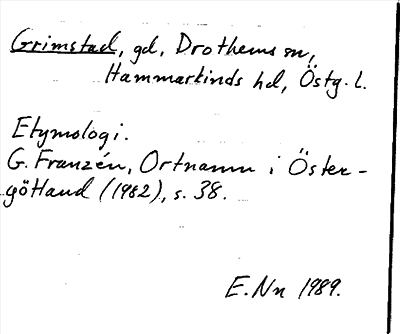 Grimstad, gd, Drothems sn,
Hammarkinds hd, Östg. l.
Etymologi.
G. Franzén, Ortnamn i Öster-
götland (1982), s. 38.
E. Nn 1989.